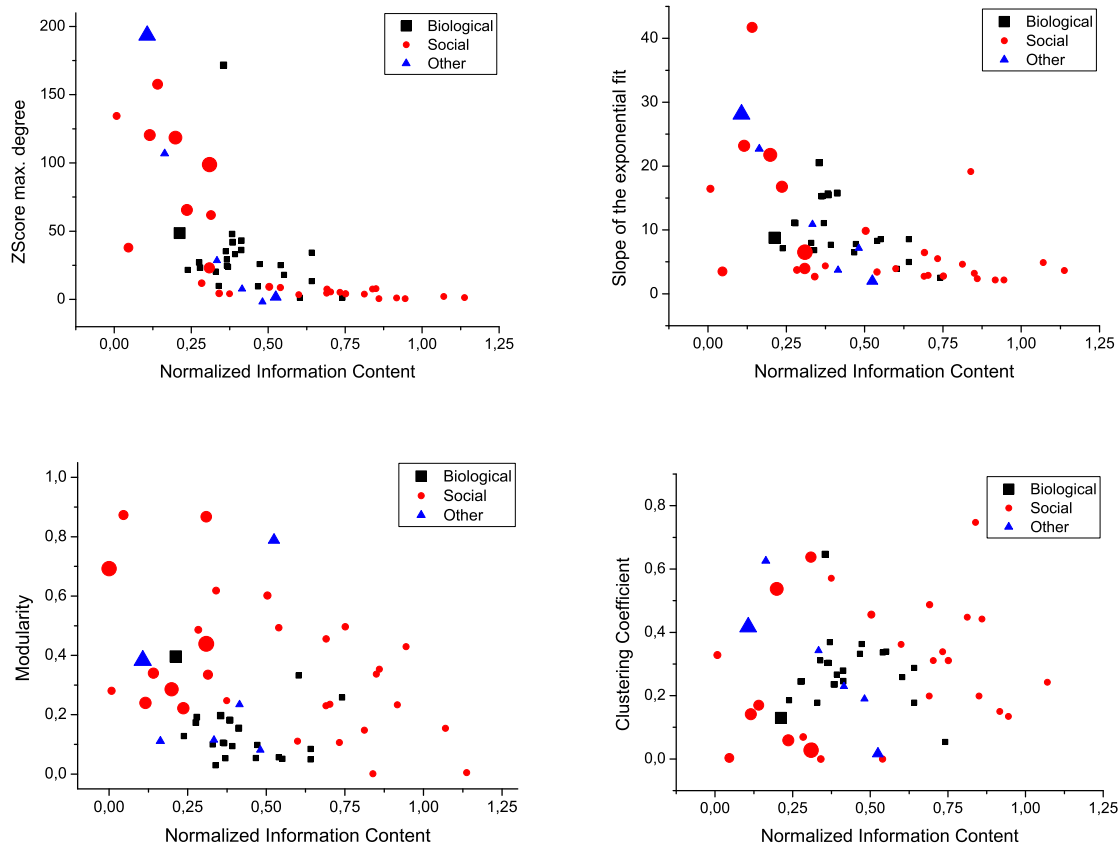 200
150
100
50
0
ZScore max. degree
0,00 0,25 0,50 0,75 1,00 1,25
Normalized Information Content
Biological
Social
Other
40
30
20
10
0
Slope of the exponential fit
0,00 0,25 0,50 0,75 1,00 1,25
Normalized Information Content
Biological
Social
Other
1,0
0,8
0,6
0,4
0,2
0,0
Modularity
0,00 0,25 0,50 0,75 1,00 1,25
Normalized Information Content
Biological
Social
Other
0,8
0,6
0,4
0,2
0,0
Clustering Coefficient
0,00 0,25 0,50 0,75 1,00 1,25
Normalized Information Content
Biological
Social
Other